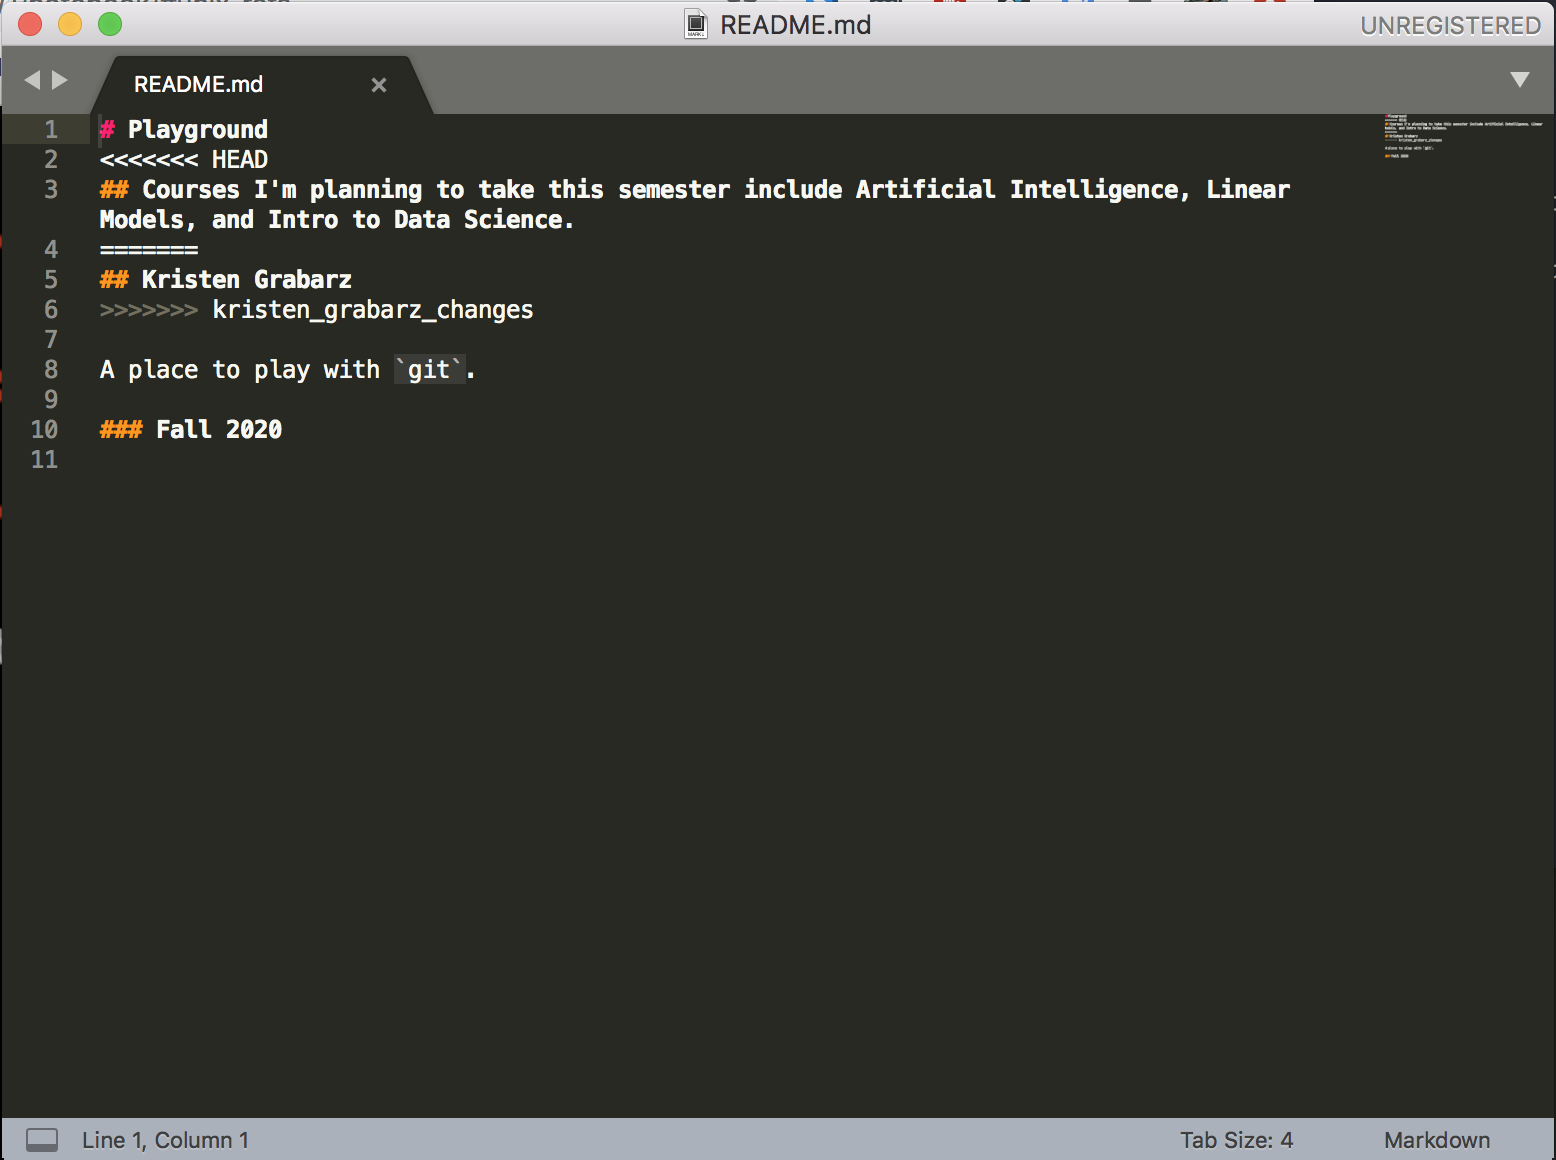 README.md
UNREGISTERED
README.md
1 # Playground
2 <<<<<<< HEAD
3 ## Courses I'm planning to take this semester include Artificial Intelligence, Linear
Models, and Intro to Data Science.
4 =======
5 ## Kristen Grabarz
6 >>>>>>> kristen_grabarz_changes
7
8 A place to play with `git`.
9
10 ### Fall 2020
11
Line 1, Column 1
Tab Size: 4
Markdown